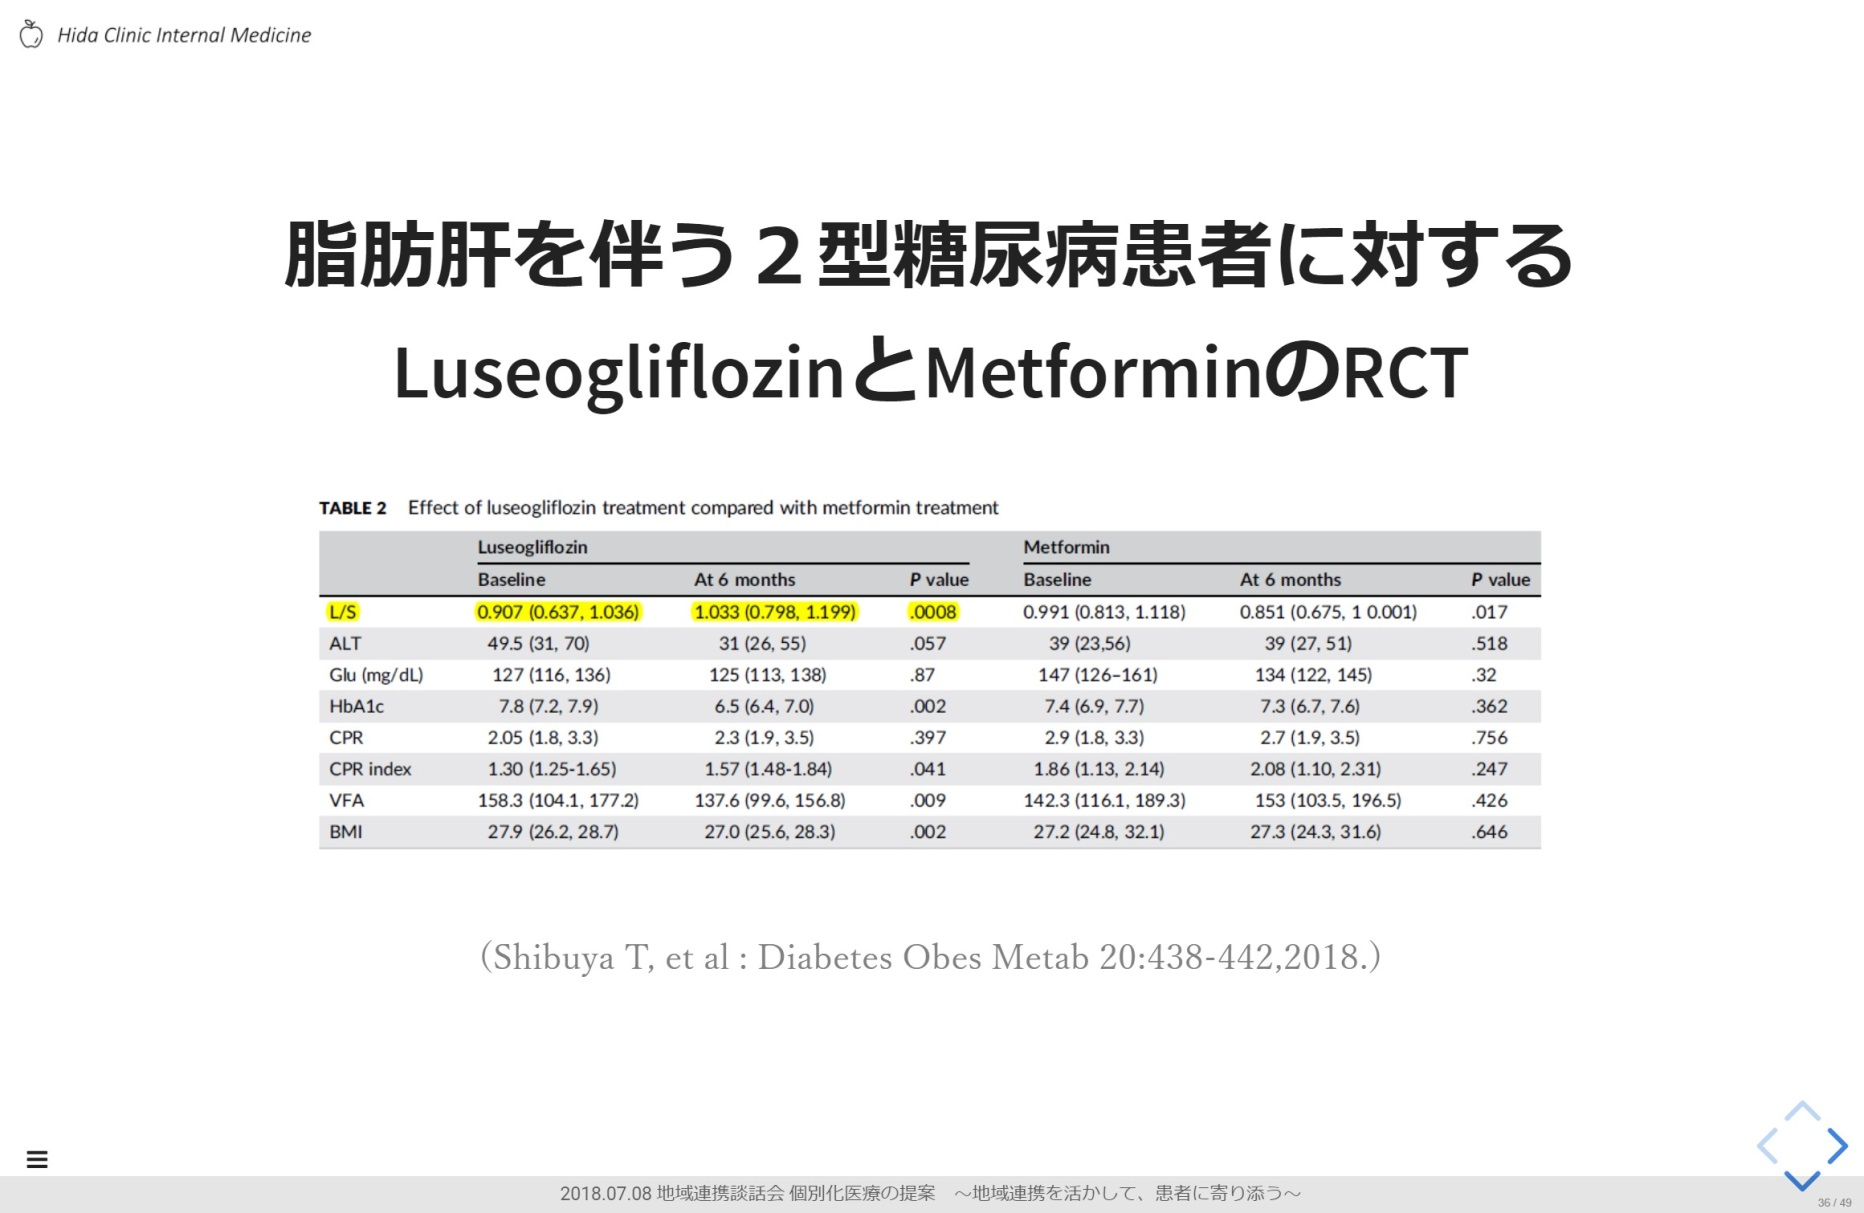 Hida Clinic Internal Medicine
脂肪肝を伴う２型糖尿病患者に対する
LuseogliflozinとMetforminのRCT
TABLE 2 Effect of luseogliflozin treatment compared with metformin treatment
Luseogliflozin Metformin
Baseline At 6 months P value Baseline At 6 months P value
L/S 0.907 (0.637, 1.036) 1.033 (0.798, 1.199) .0008 0.991 (0.813, 1.118) 0.851 (0.675, 1 0.001) .017
ALT 49.5 (31, 70) 31 (26, 55) .057 39 (23,56) 39 (27, 51) .518
Glu (mg/dL) 127 (116, 136) 125 (113, 138) .87 147 (126–161) 134 (122, 145) .32
HbA1c 7.8 (7.2, 7.9) 6.5 (6.4, 7.0) .002 7.4 (6.9, 7.7) 7.3 (6.7, 7.6) .362
CPR 2.05 (1.8, 3.3) 2.3 (1.9, 3.5) .397 2.9 (1.8, 3.3) 2.7 (1.9, 3.5) .756
CPR index 1.30 (1.25-1.65) 1.57 (1.48-1.84) .041 1.86 (1.13, 2.14) 2.08 (1.10, 2.31) .247
VFA 158.3 (104.1, 177.2) 137.6 (99.6, 156.8) .009 142.3 (116.1, 189.3) 153 (103.5, 196.5) .426
BMI 27.9 (26.2, 28.7) 27.0 (25.6, 28.3) .002 27.2 (24.8, 32.1) 27.3 (24.3, 31.6) .646
（Shibuya T, et al : Diabetes Obes Metab 20:438-442,2018.）
2018.07.08 地域連携談話会 個別化医療の提案　～地域連携を活かして、患者に寄り添う～
36 / 49